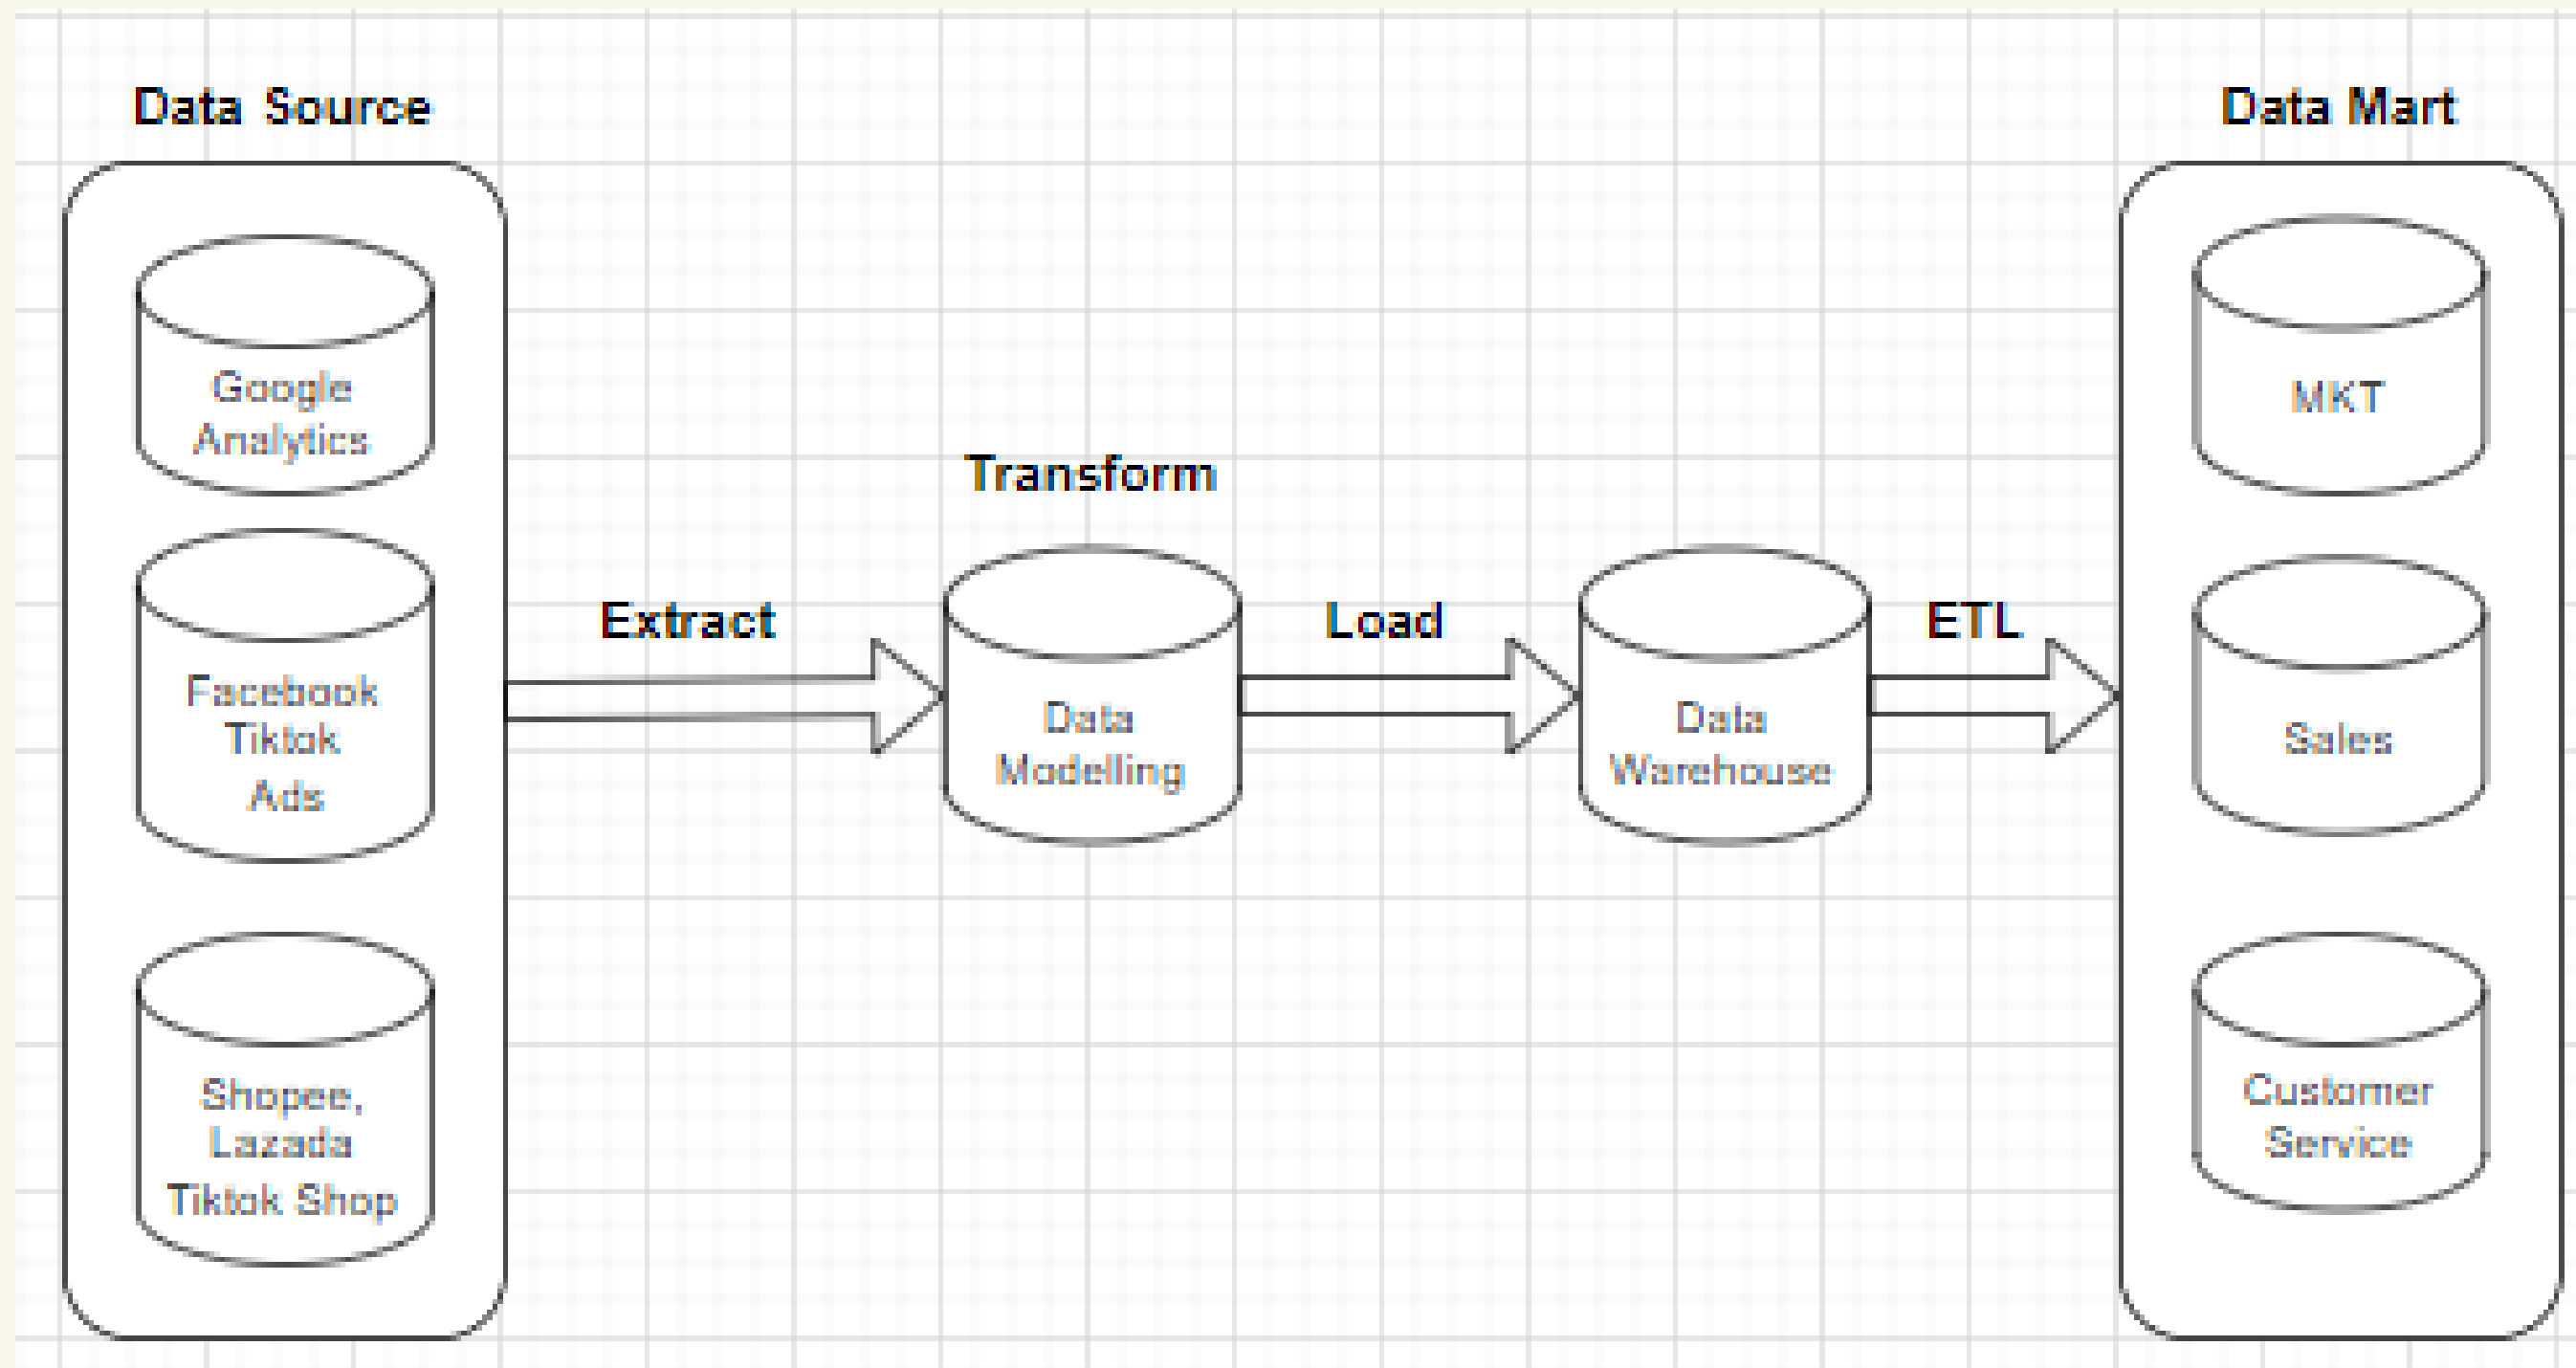 Data Source
Google
Analytics
Facebook
Tiktok
Ads
Shopee,
Lazada
Tiktok Shop
Extract
Transform
Data
Modelling
Load
Data
Warehouse
ETL
Data Mart
MKT
Sales
Customer
Service